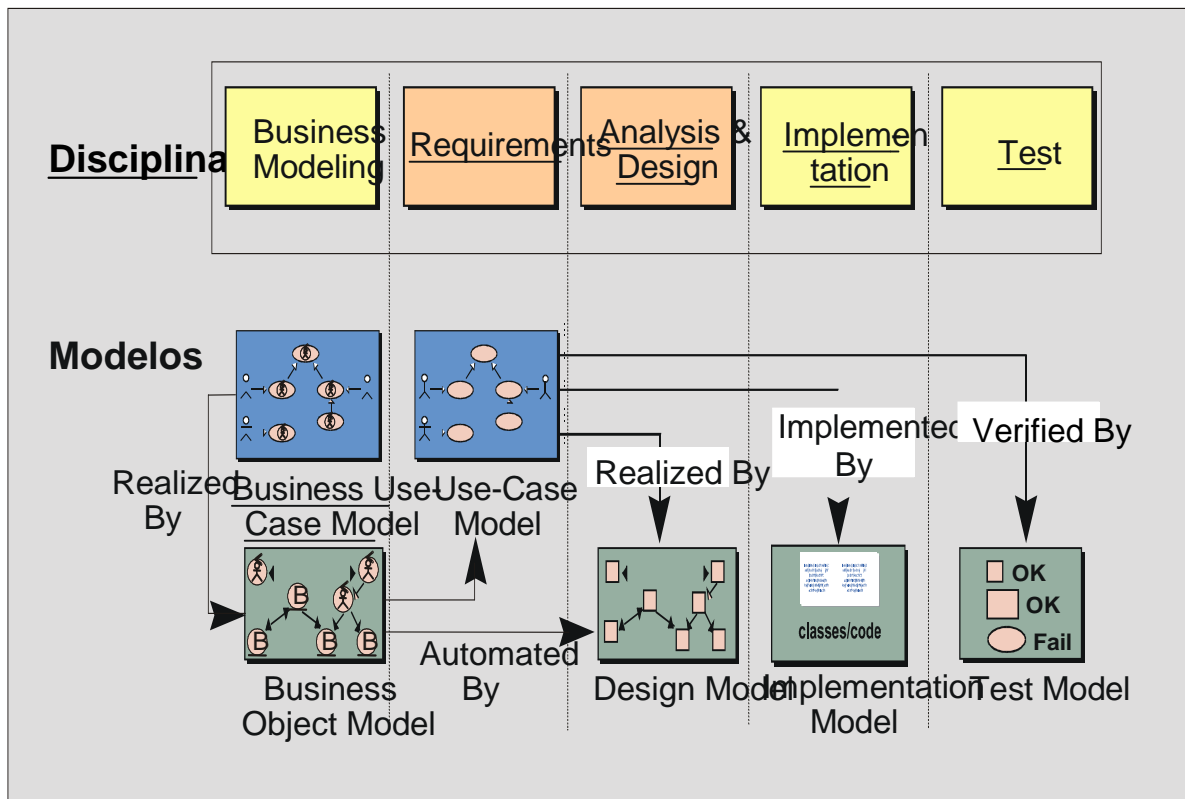 Business
Modeling
Requirements
Analysis &
Design
Implemen
tation
Test
Disciplina
Modelos
Realized
By
Business Use-
Case Model
Use-Case
Model
Realized By
Implemented
By
Verified By
B
B
B
B
Automated
By
Business
Object Model
Design Model
classes/code
Implementation
Model
OK
OK
Fail
Test Model